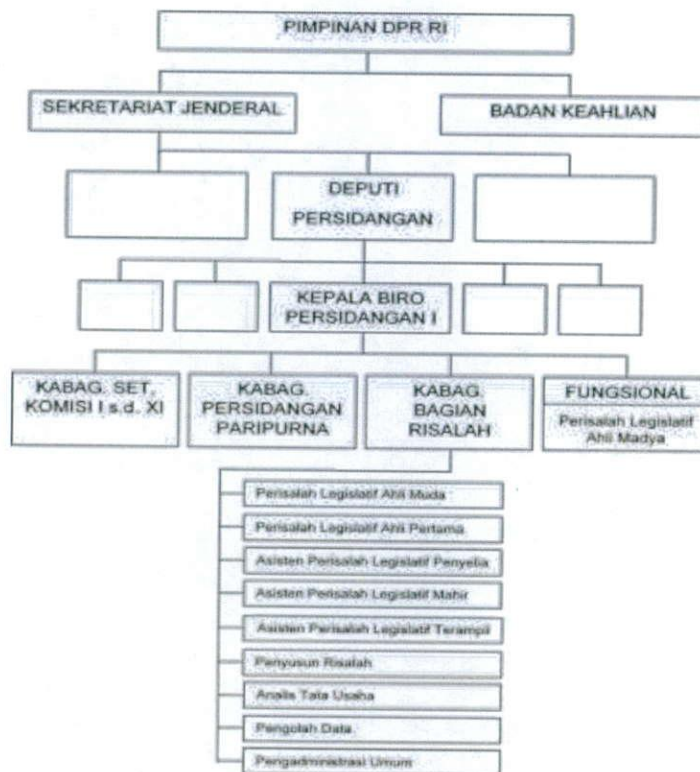 PIMPINAN DPR RI
SEKRETARIAT JENDERAL
BADAN KEAHLIAN
DEPUTI
PERSIDANGAN
KEPALA BIRO
PERSIDANGAN I
KABAG. SET.
KOMISI I s.d. XI
KABAG.
PERSIDANGAN
PARIPURNA
KABAG.
BAGIAN
RISALAH
FUNGSIONAL
Perisalah Legislatif
Ahli Madya
Perisalah Legislatif Ahli Muda
Perisalah Legislatif Ahli Pertama
Asisten Perisalah Legislatif Penyelia
Asisten Perisalah Legislatif Mahir
Asisten Perisalah Legislatif Terampil
Penyusun Risalah
Analis Tata Usaha
Pengolah Data
Pengadministrasi Umum